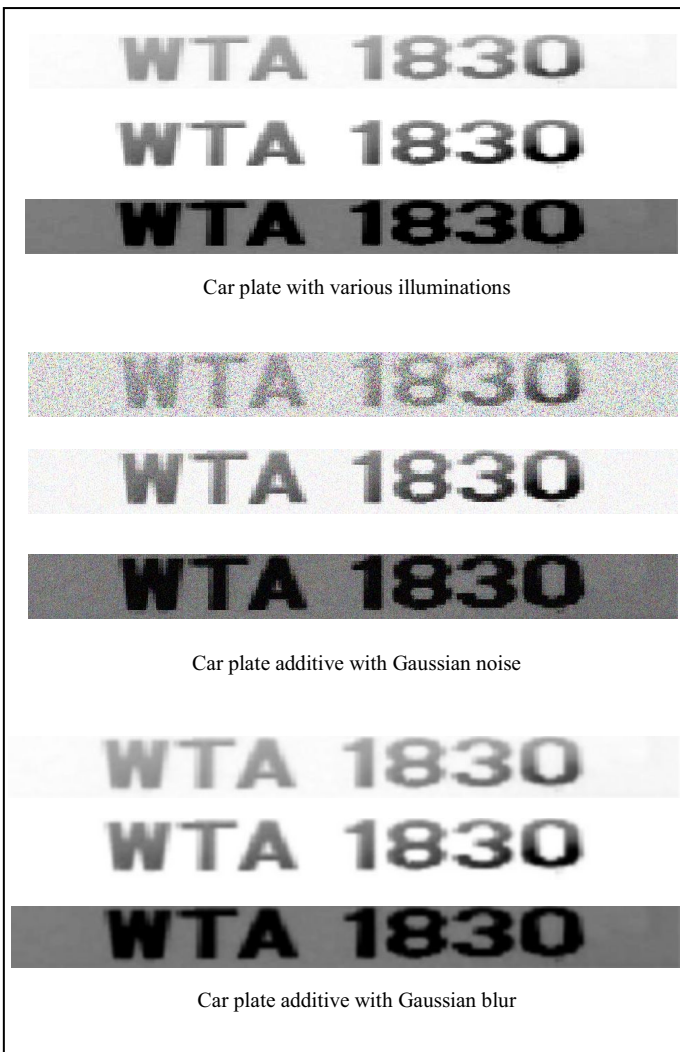 WTA 1830
WTA 1830
WTA 1830
Car plate with various illuminations
WTA 1830
WTA 1830
WTA 1830
Car plate additive with Gaussian noise
WTA 1830
WTA 1830
WTA 1830
Car plate additive with Gaussian blur